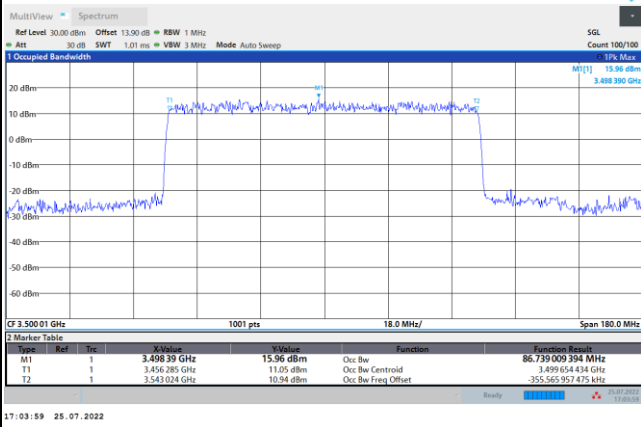 MultiView Spectrum
Ref Level 30.00 dBm Offset 13.90 dB RBW 1 MHz SGL
Att 30 dB SWT 1.01 ms VBW 3 MHz Mode Auto Sweep Count 100/100
1 Occupied Bandwidth 1Pk Max
M1[1] 15.96 dBm
3.498 390 GHz
20 dBm
M1
T1 T2
10 dBm
0 dBm
-10 dBm
-20 dBm
-30 dBm
-40 dBm
-50 dBm
-60 dBm
CF 3.500 01 GHz 1001 pts 18.0 MHz/ Span 180.0 MHz
2 Marker Table
Type Ref Trc X-Value Y-Value Function Function Result
M1 1 3.498 39 GHz 15.96 dBm Occ Bw 86.739 009 394 MHz
T1 1 3.456 285 GHz 11.05 dBm Occ Bw Centroid 3.499 654 434 GHz
T2 1 3.543 024 GHz 10.94 dBm Occ Bw Freq Offset -355.565 957 475 kHz
Ready 25.07.2022
17:03:59
17:03:59 25.07.2022